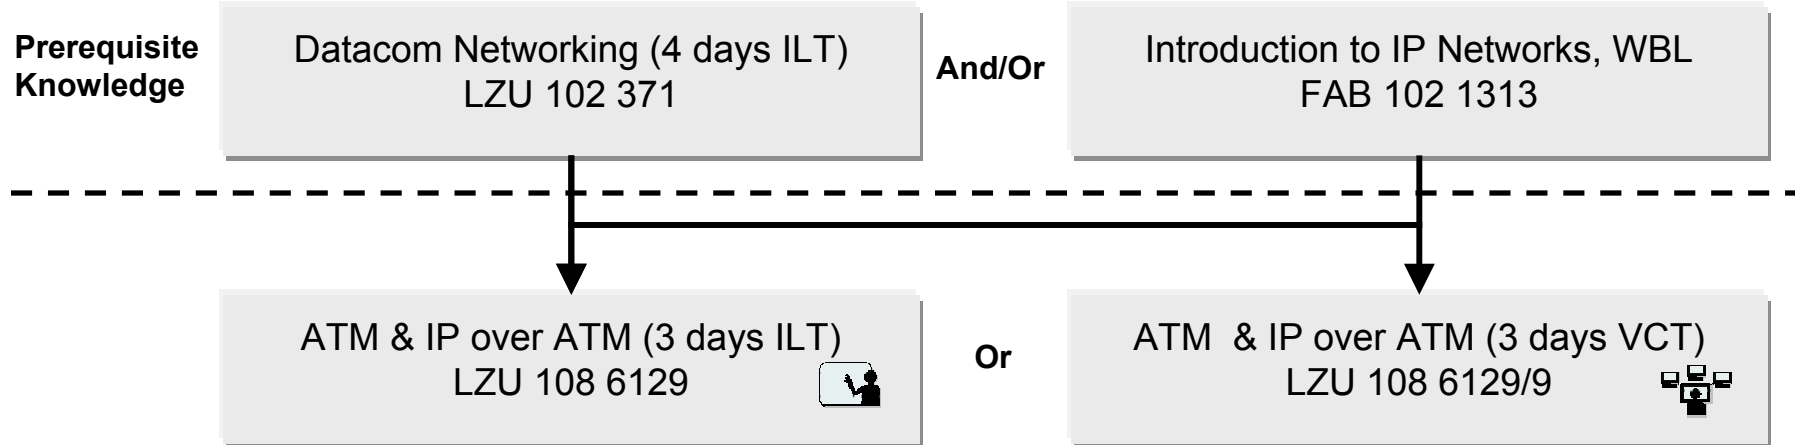 Prerequisite
Knowledge
Datacom Networking (4 days ILT)
LZU 102 371
And/Or
Introduction to IP Networks, WBL
FAB 102 1313
ATM & IP over ATM (3 days ILT)
LZU 108 6129
Or
ATM & IP over ATM (3 days VCT)
LZU 108 6129/9